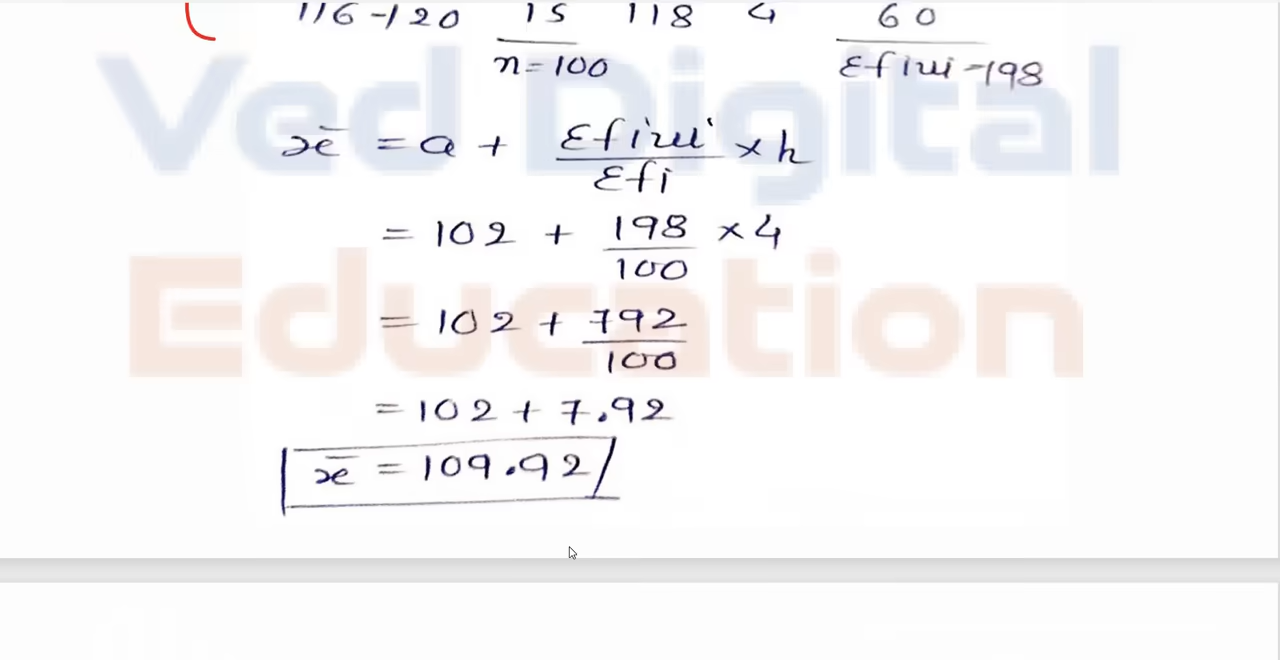 116-120 15 118 4 60
n=100 Σfiui=198
x̄ = a + Σfiui/Σfi × h
= 102 + 198/100 × 4
= 102 + 792/100
= 102 + 7.92
x̄ = 109.92
Ved Digital
Education